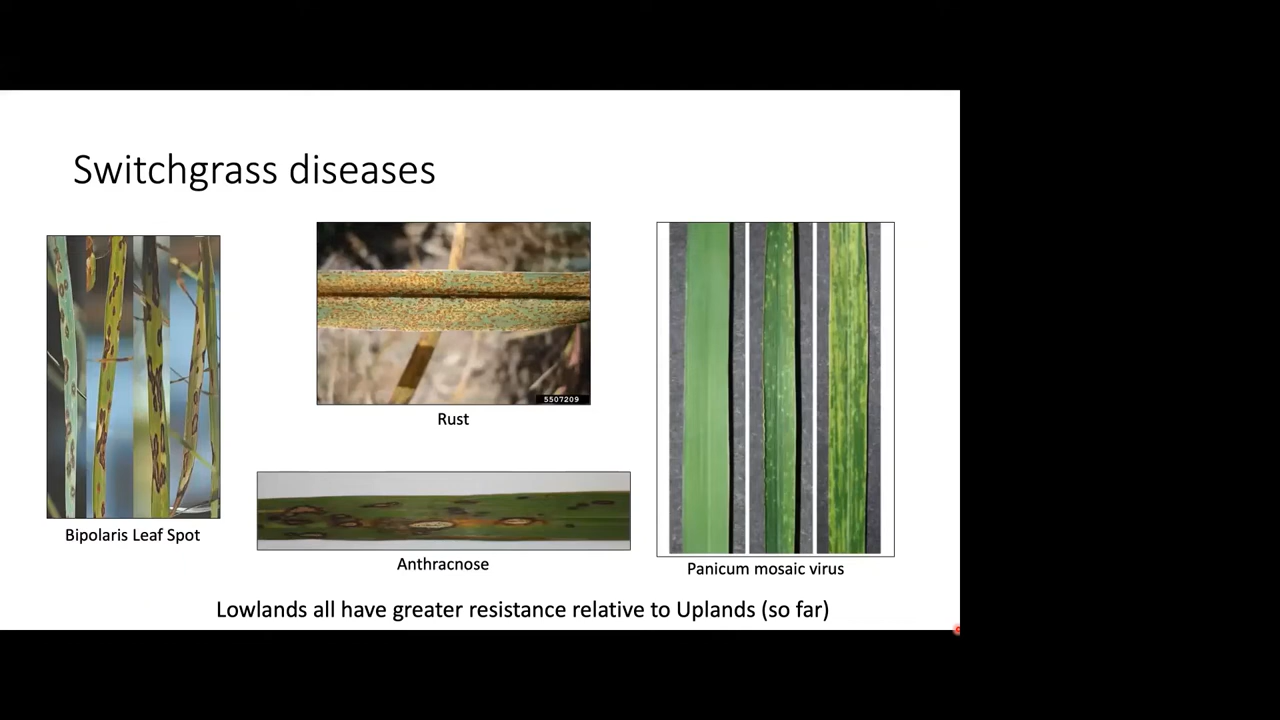 Switchgrass diseases
5507209
Rust
Bipolaris Leaf Spot
Anthracnose
Panicum mosaic virus
Lowlands all have greater resistance relative to Uplands (so far)